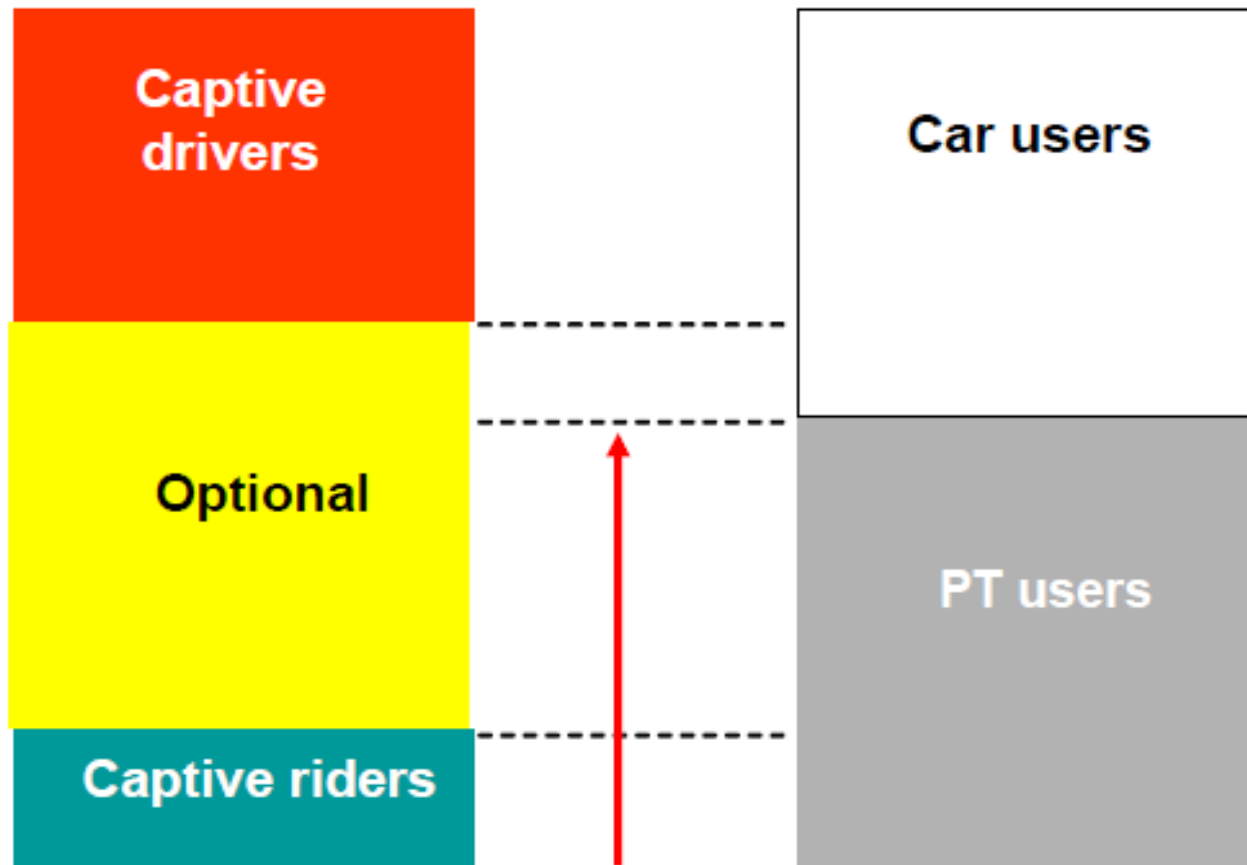 Captive
drivers
Car users
Optional
PT users
Captive riders